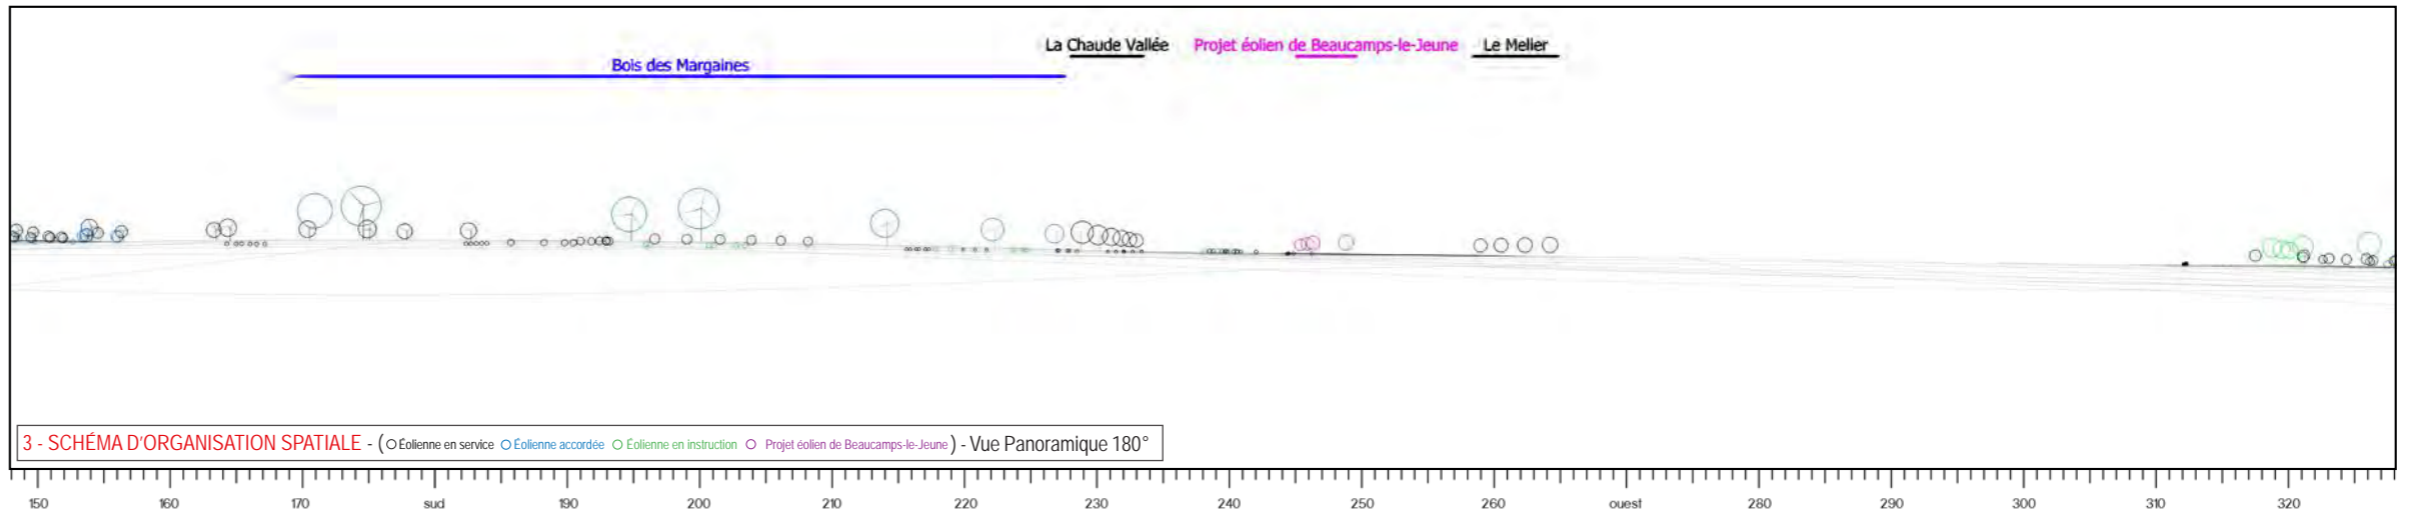 La Chaude Vallée Projet éolien de Beaucamps-le-Jeune Le Melier
Bois des Margaines
3 - SCHÉMA D'ORGANISATION SPATIALE - ( Éolienne en service Éolienne accordée Éolienne en instruction Projet éolien de Beaucamps-le-Jeune ) - Vue Panoramique 180°
150 160 170 sud 190 200 210 220 230 240 250 260 ouest 280 290 300 310 320